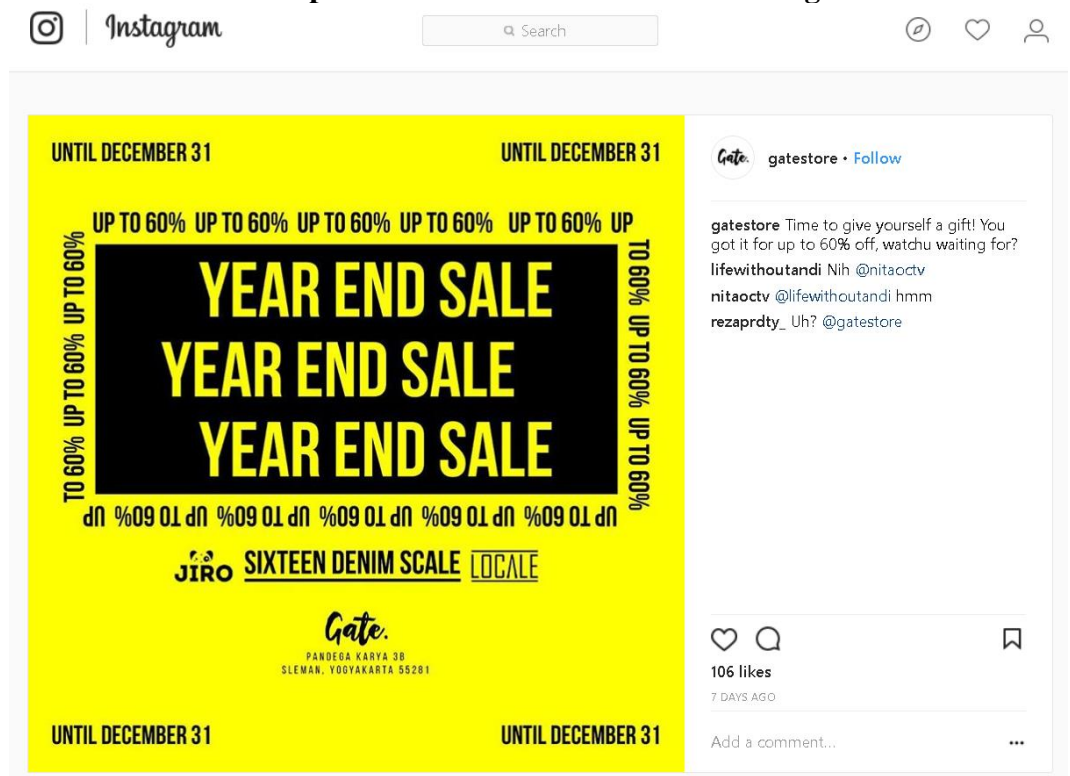 Instagram
Search
UNTIL DECEMBER 31
UNTIL DECEMBER 31
UP TO 60% UP TO 60% UP TO 60% UP TO 60% UP TO 60% UP
TO 60% UP TO 60% UP TO 60%
YEAR END SALE
YEAR END SALE
YEAR END SALE
TO 60% UP TO 60% UP TO 60%
UP TO 60% UP TO 60% UP TO 60% UP TO 60% UP TO 60% UP
JIRO SIXTEEN DENIM SCALE LOCALE
Gate.
PANDEGA KARYA 3B
SLEMAN, YOGYAKARTA 55281
UNTIL DECEMBER 31
UNTIL DECEMBER 31
Gate.
gatestore • Follow
gatestore Time to give yourself a gift! You
got it for up to 60% off, watchu waiting for?
lifewithoutandi Nih @nitaoctv
nitaoctv @lifewithoutandi hmm
rezaprdty_ Uh? @gatestore
106 likes
7 DAYS AGO
Add a comment...